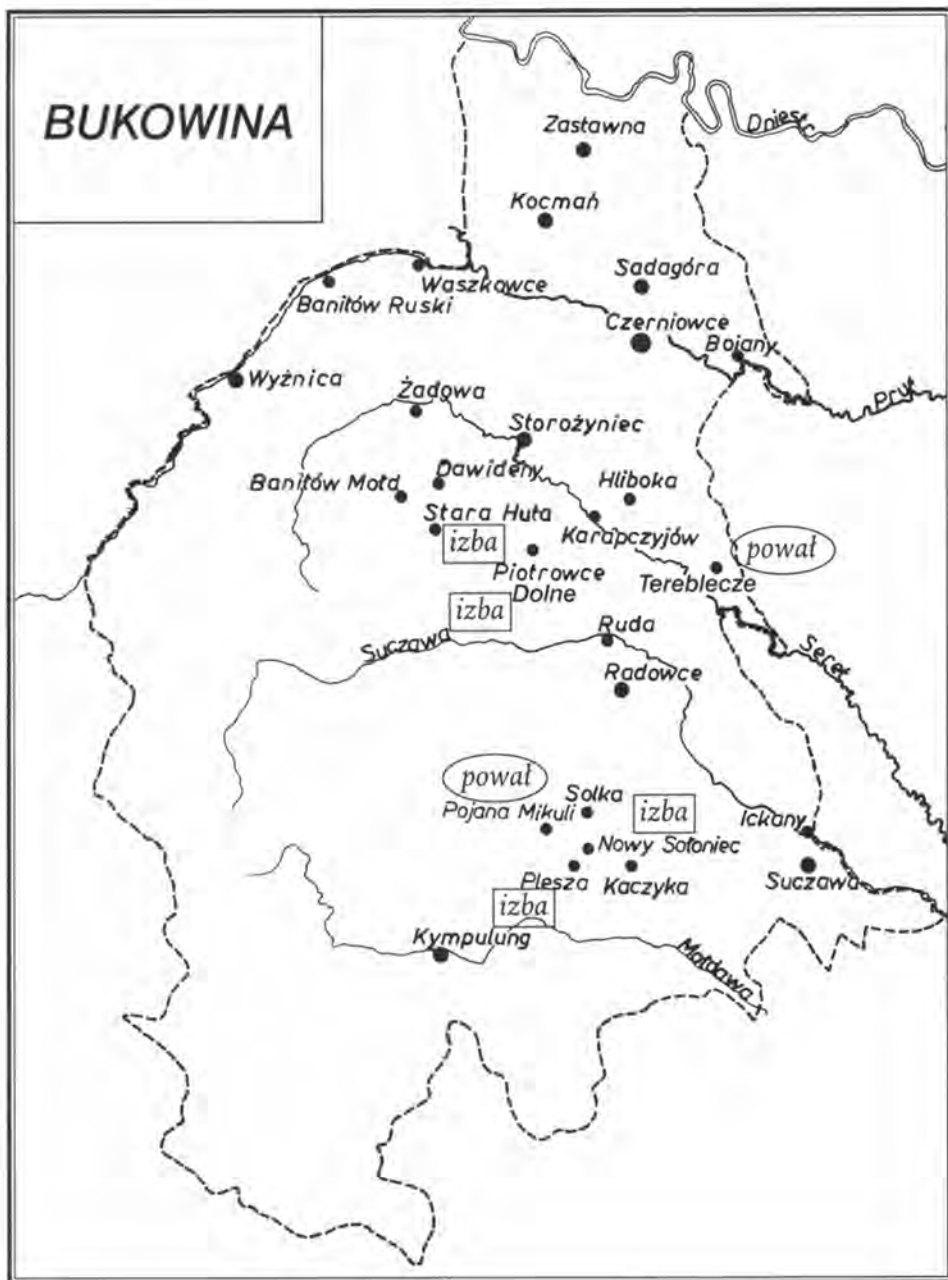 BUKOWINA
Zastawna
Dniestr
Kocmań
Sadagóra
Waszkowce
Baniłów Ruski
Czerniowce
Bojany
Wyżnica
Prut
Żadowa
Storożyniec
Dawideny
Hliboka
Baniłów Mołd
Stara Huta
Karapczyjów
izba
pował
Piotrowce
Dolne
Tereblecze
izba
Ruda
Suczawa
Seret
Radowce
pował
Solka
izba
Pojana Mikuli
Ickany
Nowy Sołoniec
Plesza
Kaczyka
Suczawa
izba
Kympulung
Mołdawa